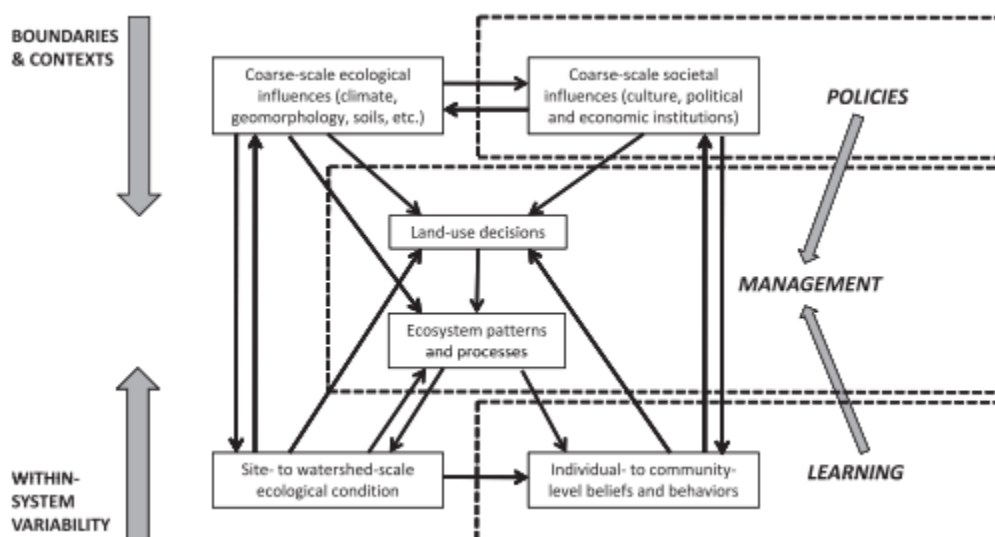 BOUNDARIES
& CONTEXTS
Coarse-scale ecological
influences (climate,
geomorphology, soils, etc.)
Coarse-scale societal
influences (culture, political
and economic institutions)
POLICIES
Land-use decisions
MANAGEMENT
Ecosystem patterns
and processes
WITHIN-
SYSTEM
VARIABILITY
Site- to watershed-scale
ecological condition
Individual- to community-
level beliefs and behaviors
LEARNING